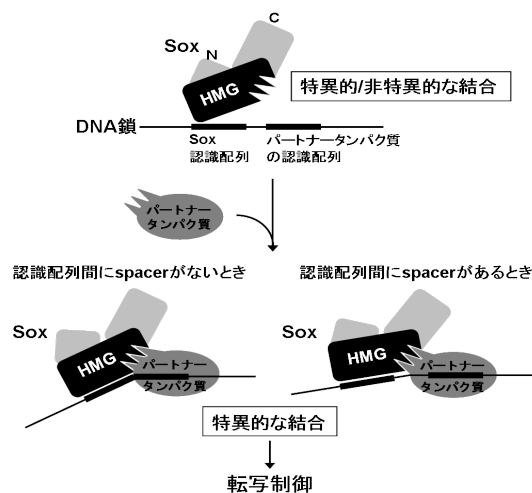 C
Sox
N
HMG
特異的/非特異的な結合
DNA鎖
Sox
認識配列
パートナータンパク質
の認識配列
パートナー
タンパク質
認識配列間にspacerがないとき
認識配列間にspacerがあるとき
Sox
HMG
パートナー
タンパク質
Sox
HMG
パートナー
タンパク質
特異的な結合
転写制御